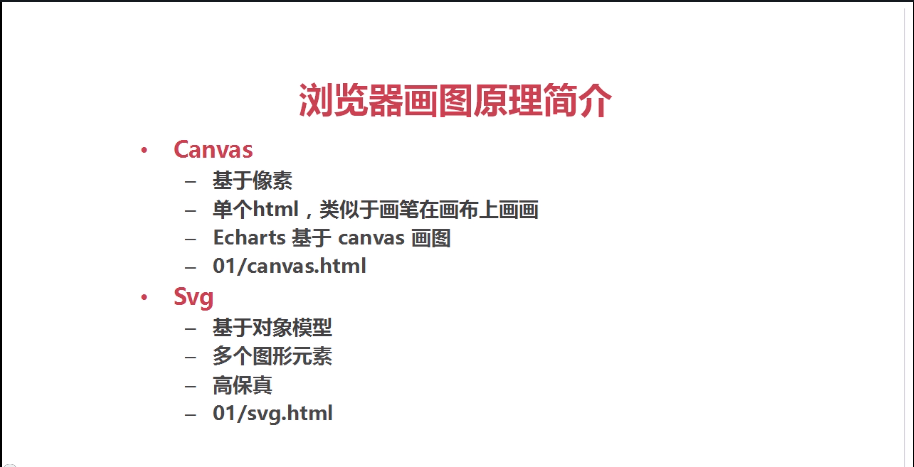 浏览器画图原理简介
• Canvas
– 基于像素
– 单个html，类似于画笔在画布上画画
– Echarts 基于 canvas 画图
– 01/canvas.html
• Svg
– 基于对象模型
– 多个图形元素
– 高保真
– 01/svg.html